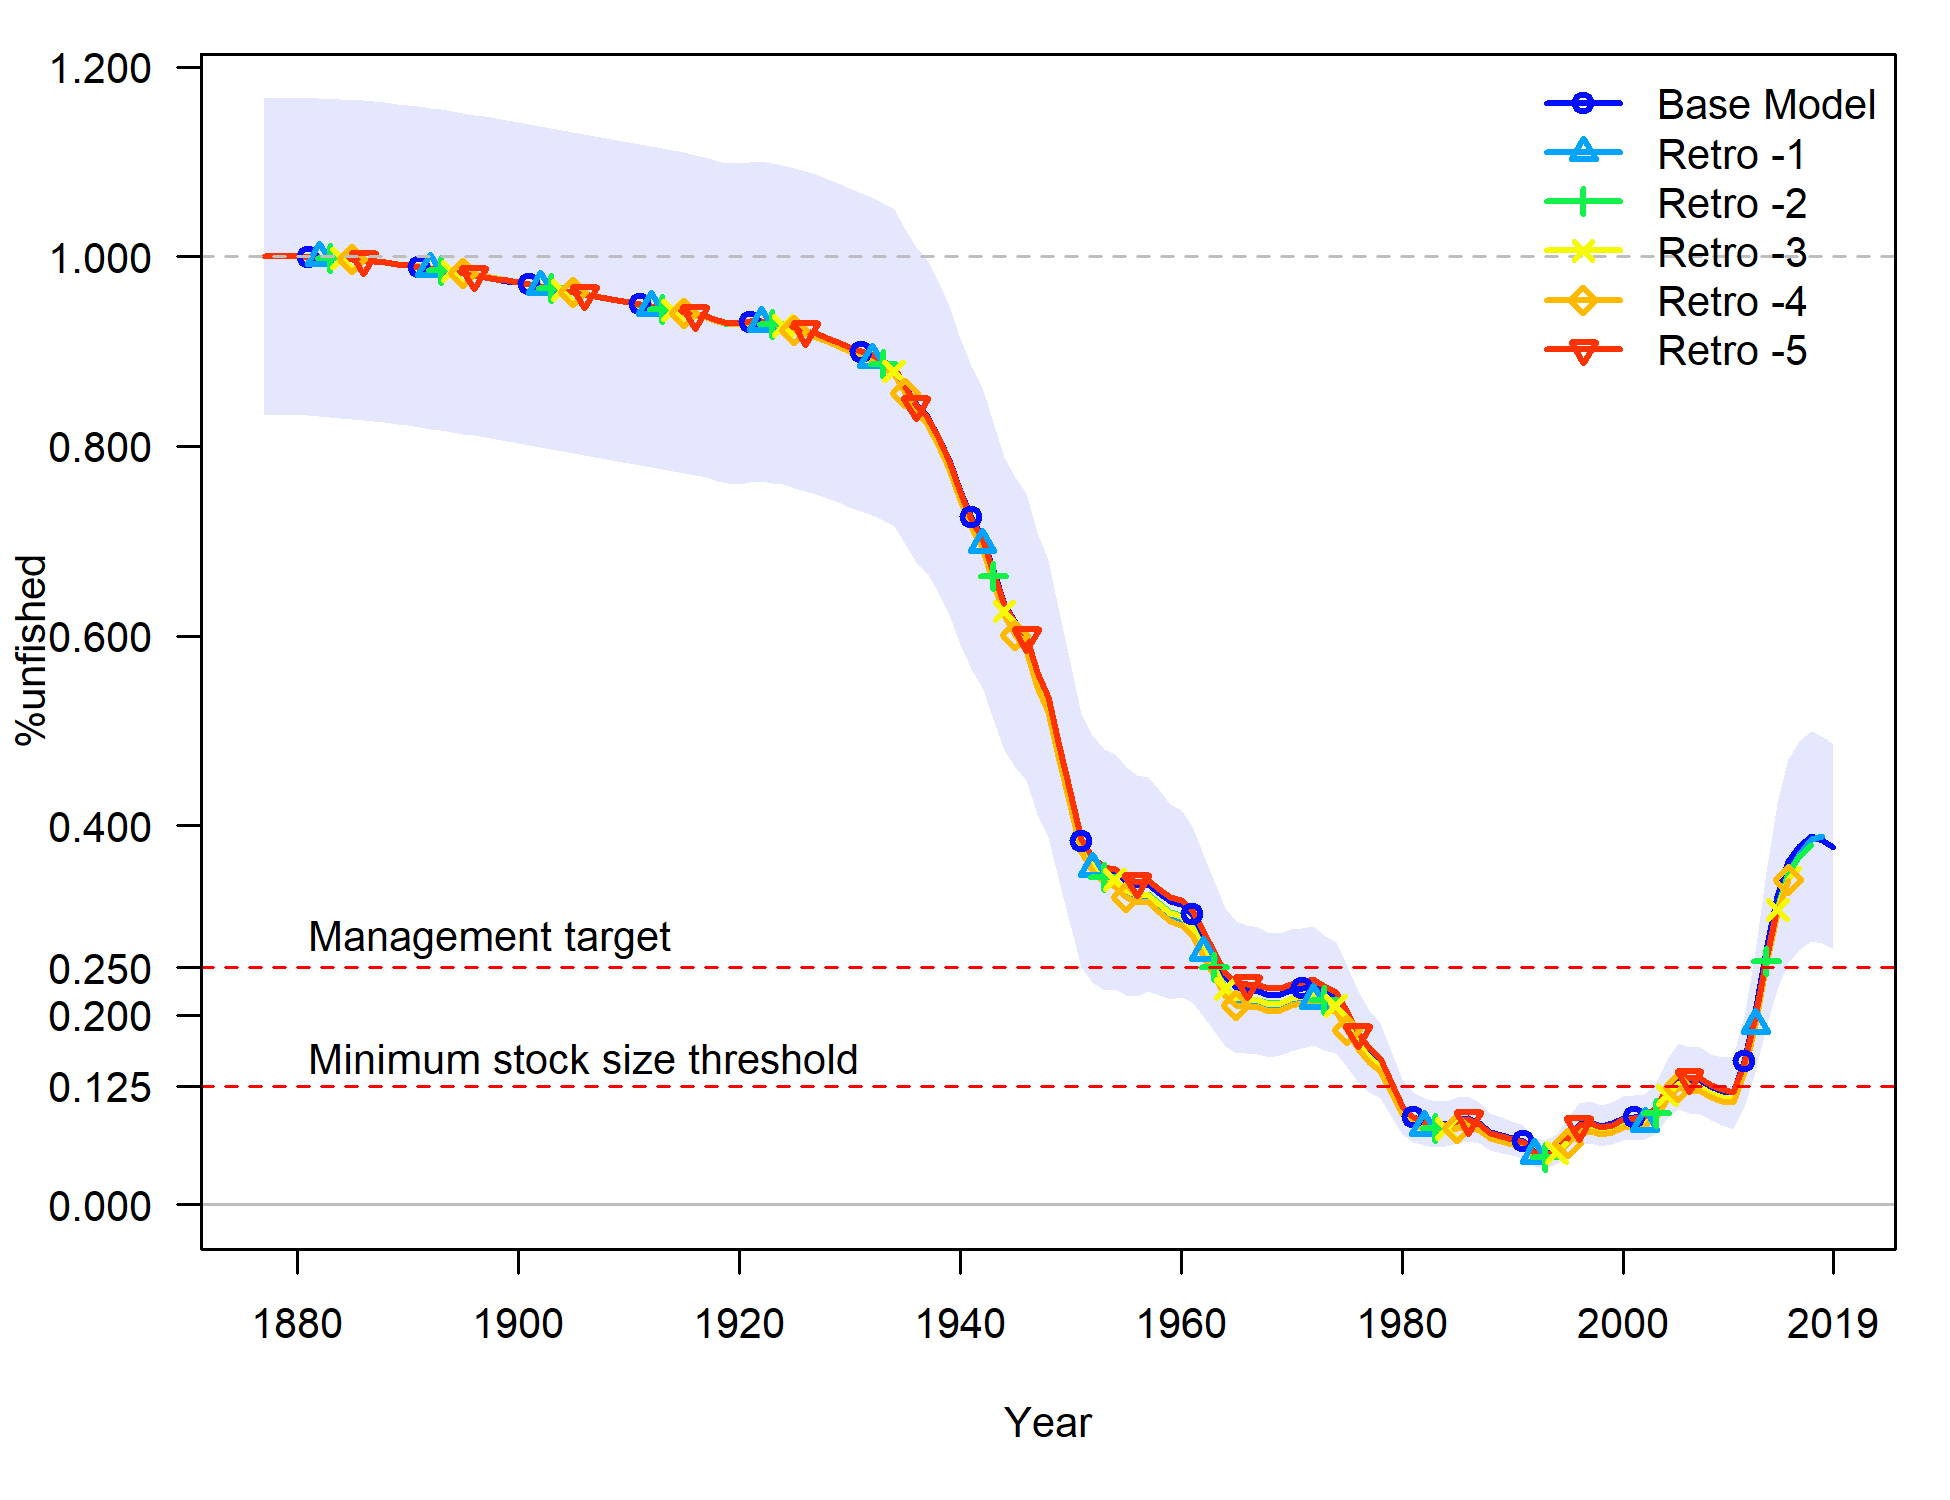 1.200
1.000
0.800
0.600
0.400
0.250
0.200
0.125
0.000
%unfished
Base Model
Retro -1
Retro -2
Retro -3
Retro -4
Retro -5
Management target
Minimum stock size threshold
1880 1900 1920 1940 1960 1980 2000 2019
Year